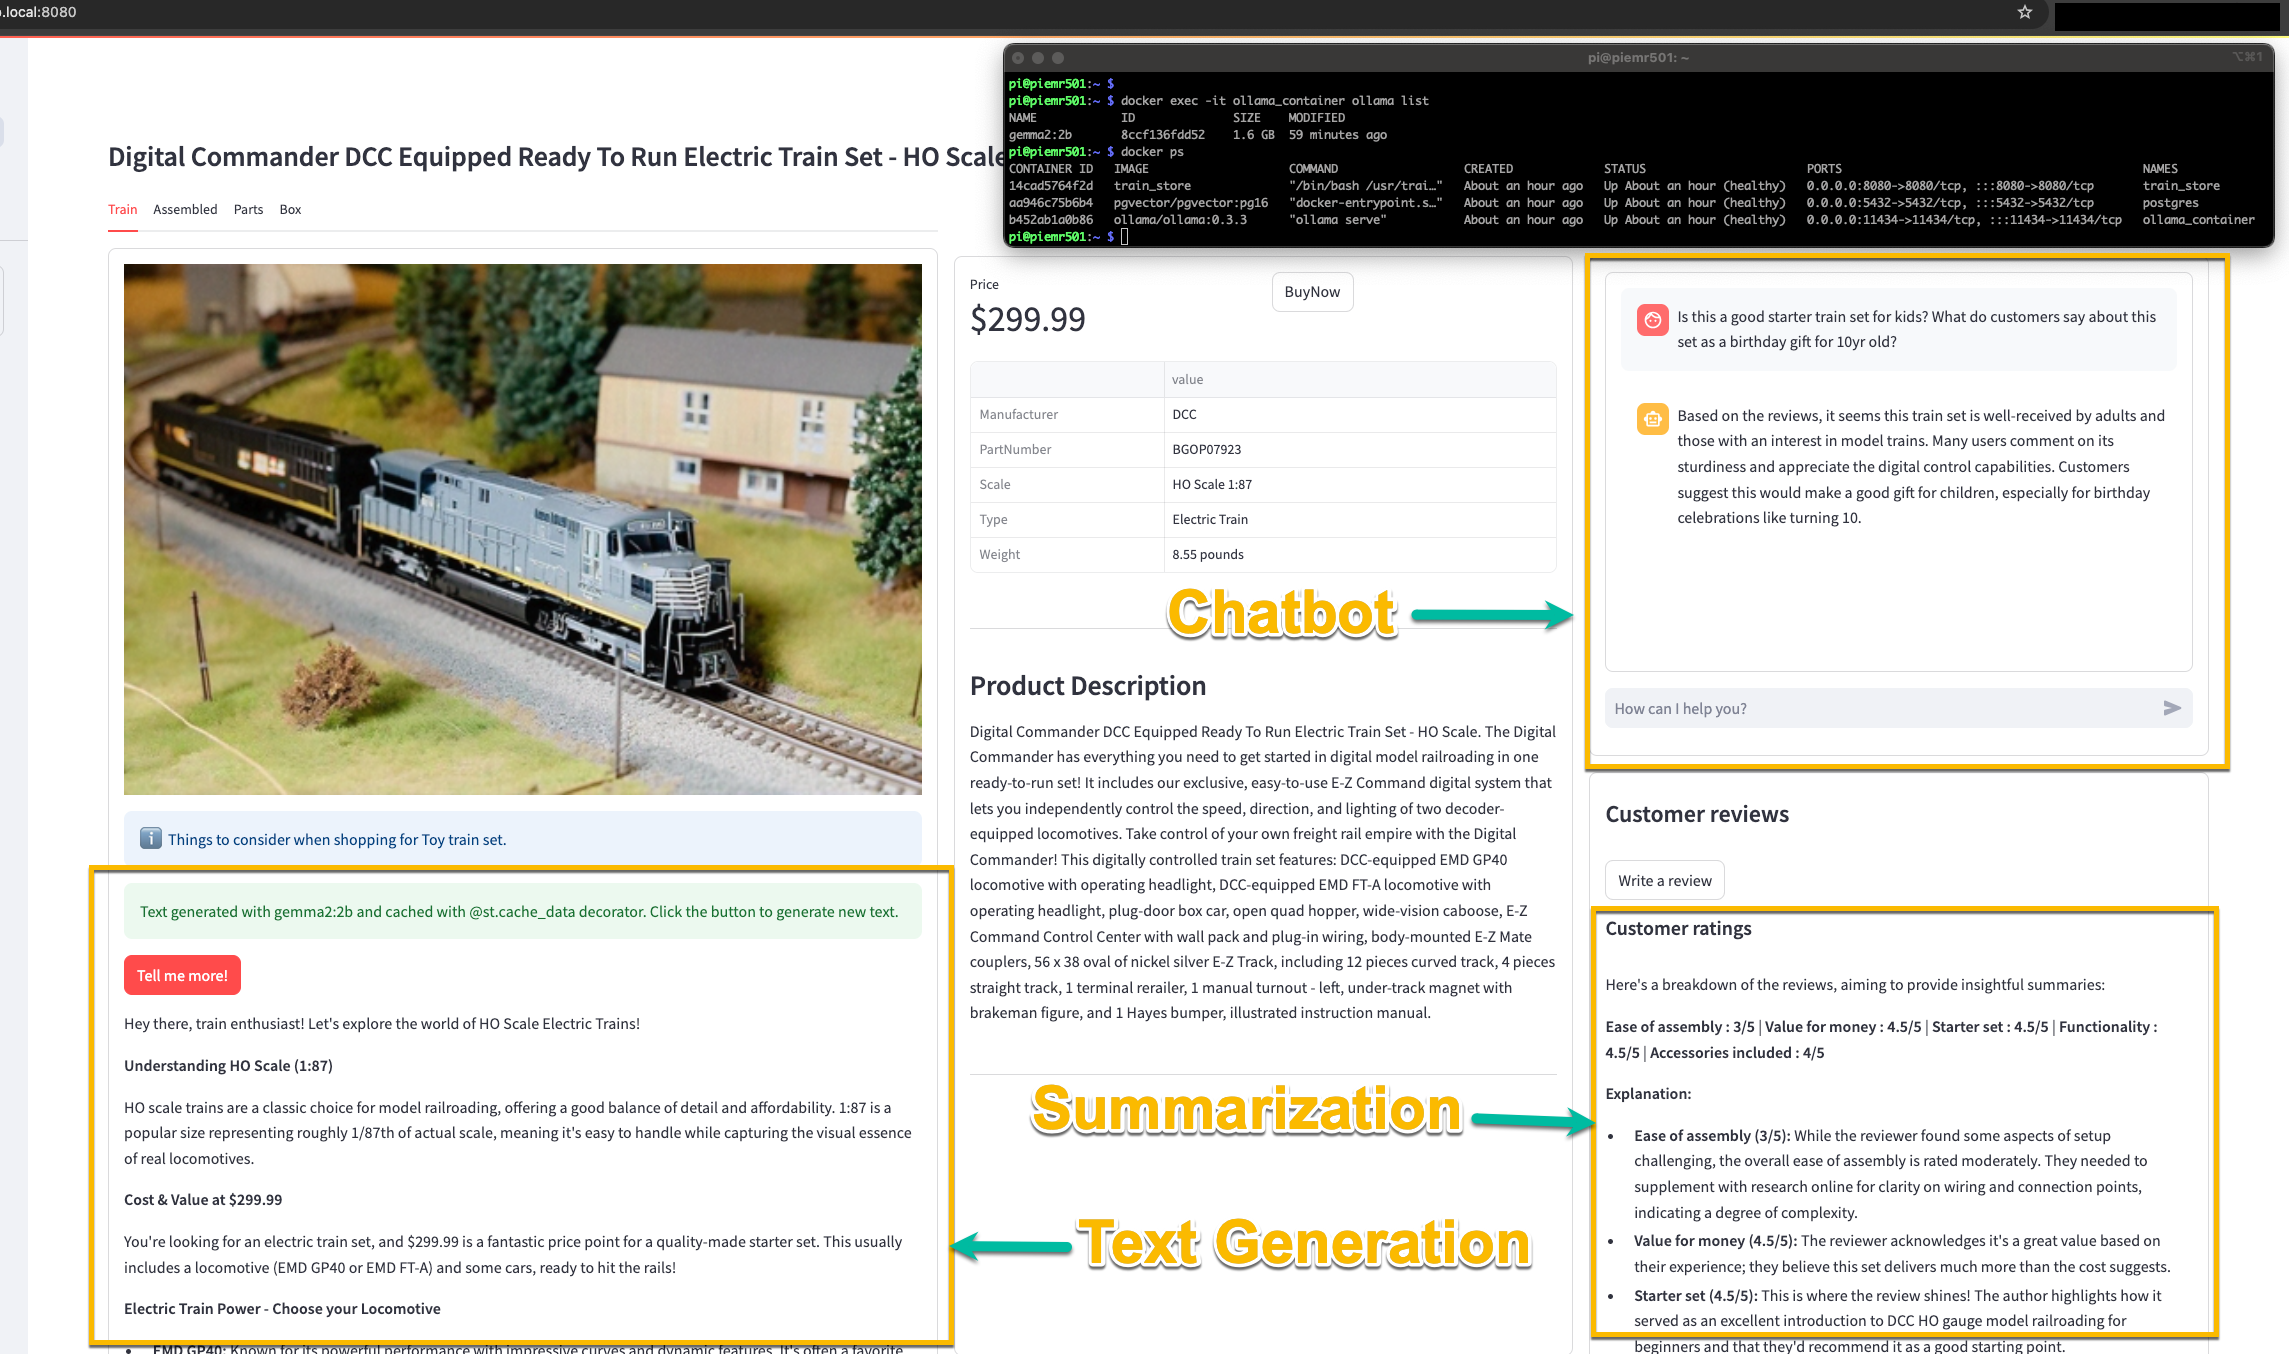 o.local:8080
pi@piemr501: ~
⌥⌘1
pi@piemr501:~ $
pi@piemr501:~ $ docker exec -it ollama_container ollama list
NAME ID SIZE MODIFIED
gemma2:2b 8ccf136fdd52 1.6 GB 59 minutes ago
pi@piemr501:~ $ docker ps
CONTAINER ID IMAGE COMMAND CREATED STATUS PORTS NAMES
14cad5764f2d train_store "/bin/bash /usr/trai…" About an hour ago Up About an hour (healthy) 0.0.0.0:8080->8080/tcp, :::8080->8080/tcp train_store
aa946c75b6b4 pgvector/pgvector:pg16 "docker-entrypoint.s…" About an hour ago Up About an hour (healthy) 0.0.0.0:5432->5432/tcp, :::5432->5432/tcp postgres
b452ab1a0b86 ollama/ollama:0.3.3 "ollama serve" About an hour ago Up About an hour (healthy) 0.0.0.0:11434->11434/tcp, :::11434->11434/tcp ollama_container
pi@piemr501:~ $
Digital Commander DCC Equipped Ready To Run Electric Train Set - HO Scale
Train Assembled Parts Box
Things to consider when shopping for Toy train set.
Text generated with gemma2:2b and cached with @st.cache_data decorator. Click the button to generate new text.
Tell me more!
Hey there, train enthusiast! Let's explore the world of HO Scale Electric Trains!
Understanding HO Scale (1:87)
HO scale trains are a classic choice for model railroading, offering a good balance of detail and affordability. 1:87 is a
popular size representing roughly 1/87th of actual scale, meaning it's easy to handle while capturing the visual essence
of real locomotives.
Cost & Value at $299.99
You're looking for an electric train set, and $299.99 is a fantastic price point for a quality-made starter set. This usually
includes a locomotive (EMD GP40 or EMD FT-A) and some cars, ready to hit the rails!
Electric Train Power - Choose your Locomotive
EMD GP40: Known for its powerful performance with impressive curves and dynamic features. It's often a favorite
Price
$299.99
BuyNow
value
Manufacturer DCC
PartNumber BGOP07923
Scale HO Scale 1:87
Type Electric Train
Weight 8.55 pounds
Chatbot
Product Description
Digital Commander DCC Equipped Ready To Run Electric Train Set - HO Scale. The Digital
Commander has everything you need to get started in digital model railroading in one
ready-to-run set! It includes our exclusive, easy-to-use E-Z Command digital system that
lets you independently control the speed, direction, and lighting of two decoder-
equipped locomotives. Take control of your own freight rail empire with the Digital
Commander! This digitally controlled train set features: DCC-equipped EMD GP40
locomotive with operating headlight, DCC-equipped EMD FT-A locomotive with
operating headlight, plug-door box car, open quad hopper, wide-vision caboose, E-Z
Command Control Center with wall pack and plug-in wiring, body-mounted E-Z Mate
couplers, 56 x 38 oval of nickel silver E-Z Track, including 12 pieces curved track, 4 pieces
straight track, 1 terminal rerailer, 1 manual turnout - left, under-track magnet with
brakeman figure, and 1 Hayes bumper, illustrated instruction manual.
Summarization
Text Generation
Is this a good starter train set for kids? What do customers say about this
set as a birthday gift for 10yr old?
Based on the reviews, it seems this train set is well-received by adults and
those with an interest in model trains. Many users comment on its
sturdiness and appreciate the digital control capabilities. Customers
suggest this would make a good gift for children, especially for birthday
celebrations like turning 10.
How can I help you?
Customer reviews
Write a review
Customer ratings
Here's a breakdown of the reviews, aiming to provide insightful summaries:
Ease of assembly : 3/5 | Value for money : 4.5/5 | Starter set : 4.5/5 | Functionality :
4.5/5 | Accessories included : 4/5
Explanation:
Ease of assembly (3/5): While the reviewer found some aspects of setup
challenging, the overall ease of assembly is rated moderately. They needed to
supplement with research online for clarity on wiring and connection points,
indicating a degree of complexity.
Value for money (4.5/5): The reviewer acknowledges it's a great value based on
their experience; they believe this set delivers much more than the cost suggests.
Starter set (4.5/5): This is where the review shines! The author highlights how it
served as an excellent introduction to DCC HO gauge model railroading for
beginners and that they'd recommend it as a good starting point.